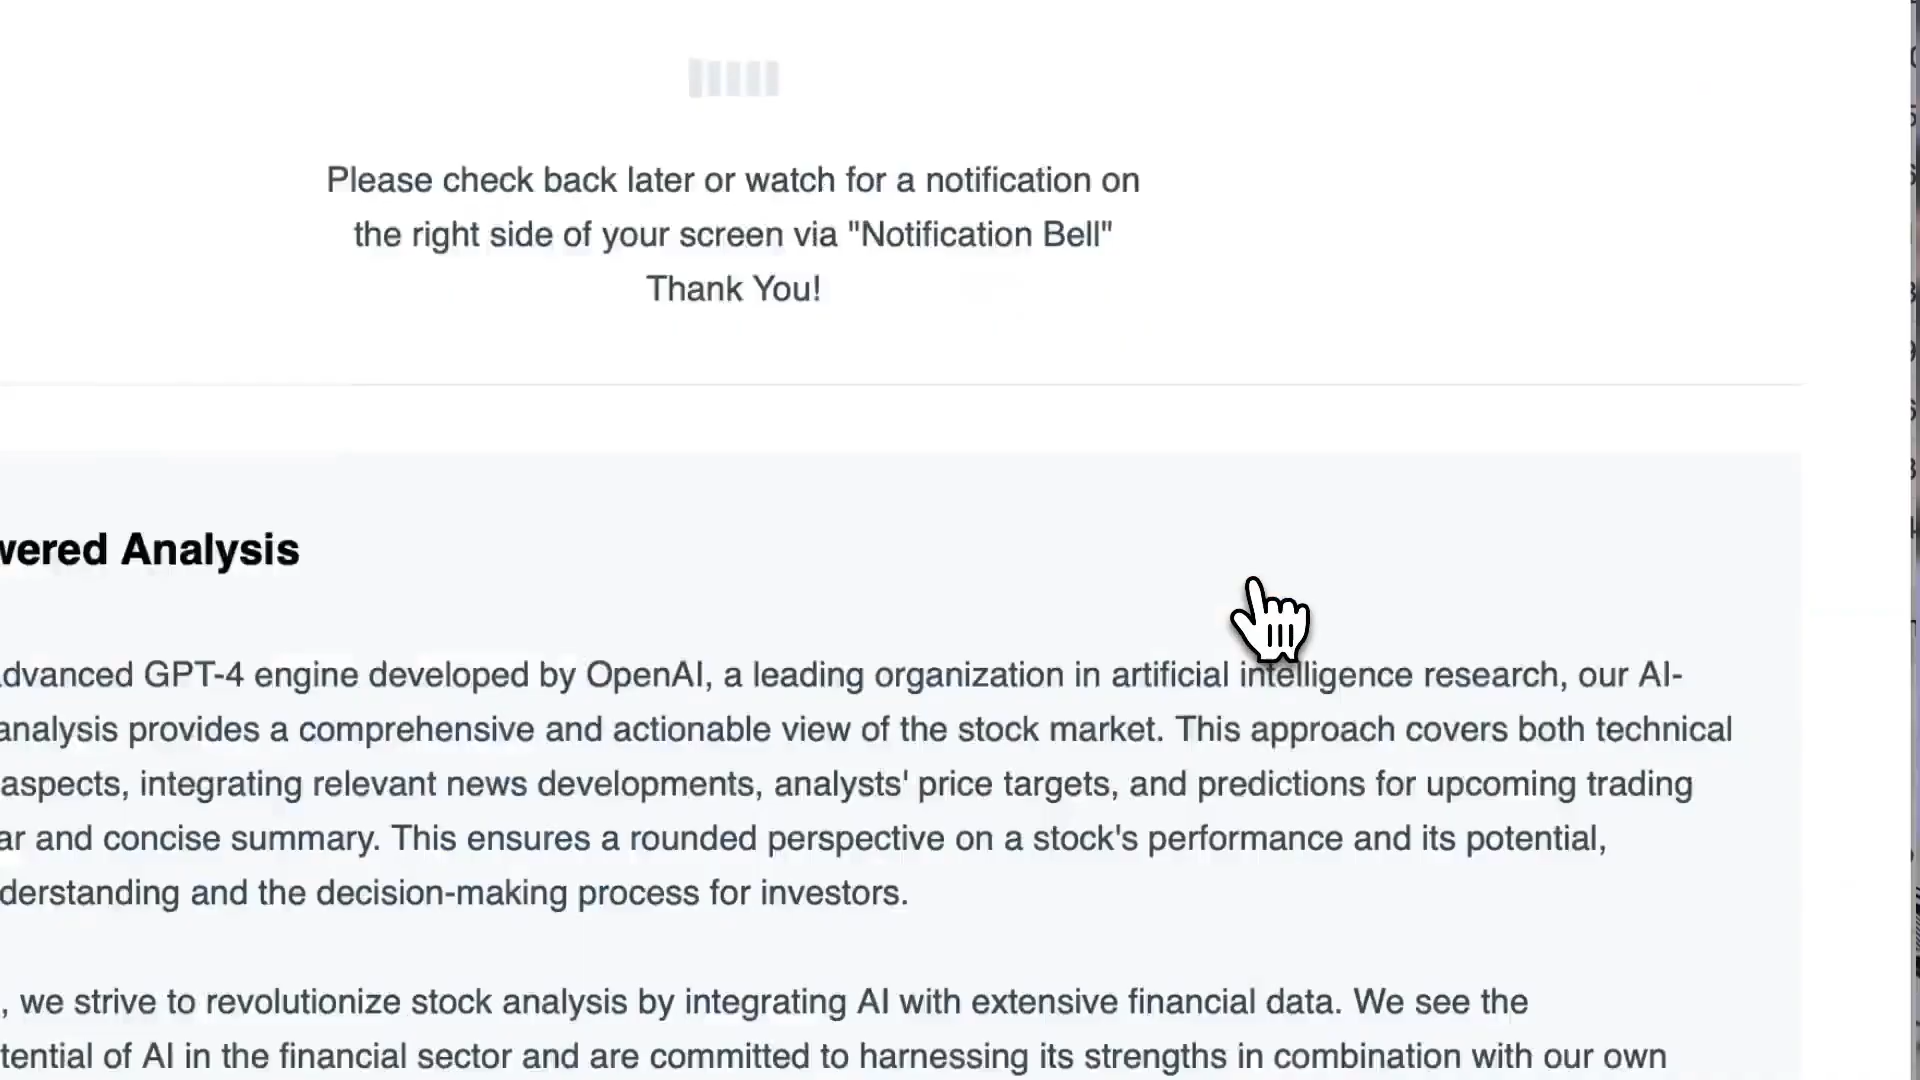 Please check back later or watch for a notification on
the right side of your screen via "Notification Bell"
Thank You!
Analysis
GPT-4 engine developed by OpenAI, a leading organization in artificial intelligence research, our AI-
analysis provides a comprehensive and actionable view of the stock market. This approach covers both technical
aspects, integrating relevant news developments, analysts' price targets, and predictions for upcoming trading
and concise summary. This ensures a rounded perspective on a stock's performance and its potential,
and the decision-making process for investors.
, we strive to revolutionize stock analysis by integrating AI with extensive financial data. We see the
of AI in the financial sector and are committed to harnessing its strengths in combination with our own